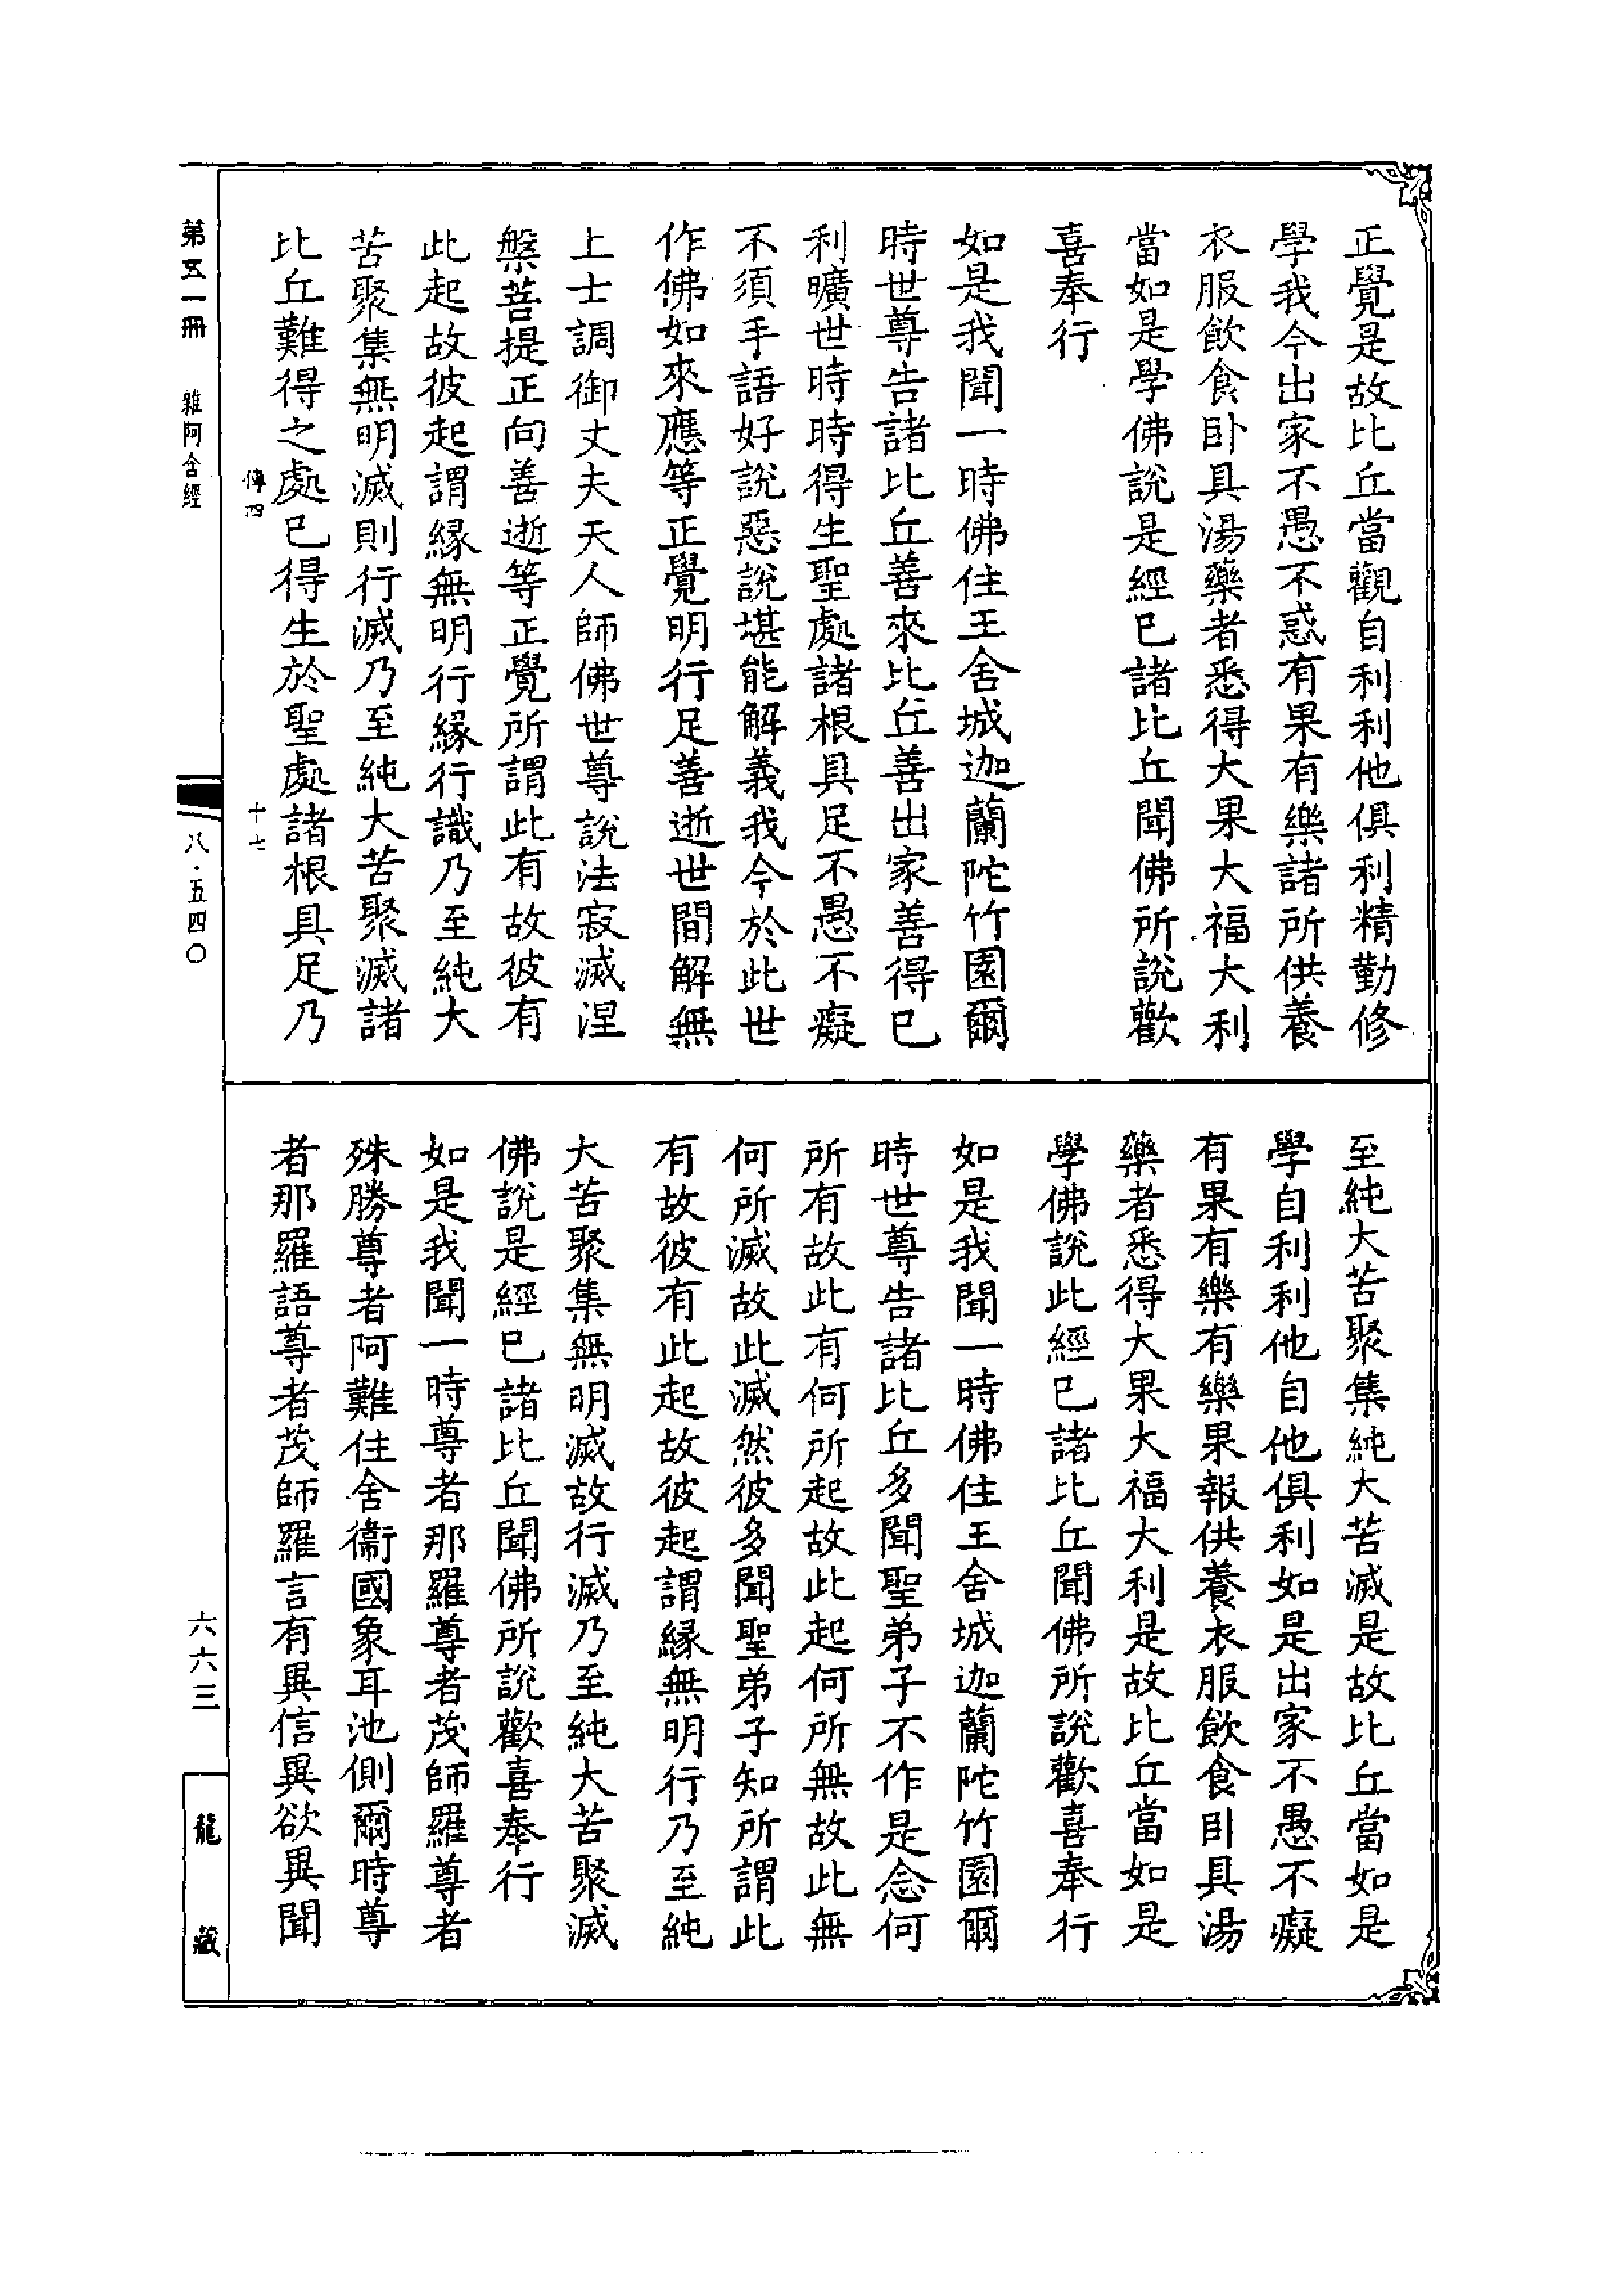 正覺是故比丘當觀自利利他俱利精勤修
學我今出家不愚不惑有果有樂諸所供養
衣服飲食卧具湯藥者悉得大果大福大利
當如是學佛說是經已諸比丘聞佛所說歡
喜奉行
如是我聞一時佛住王舍城迦蘭陀竹園爾
時世尊告諸比丘善來比丘善出家善得已
利曠世時時得生聖處諸根具足不愚不癡
不須手語好說惡說堪能解義我今於此世
作佛如來應等正覺明行足善逝世間解無
上士調御丈夫天人師佛世尊說法寂滅涅
槃菩提正向善逝等正覺所謂此有故彼有
此起故彼起謂緣無明行緣行識乃至純大
苦聚集無明滅則行滅乃至純大苦聚滅諸
比丘難得之處已得生於聖處諸根具足乃
傳四
十七
至純大苦聚集純大苦滅是故比丘當如是
學自利利他自他俱利如是出家不愚不癡
有果有樂有樂果報供養衣服飲食卧具湯
藥者悉得大果大福大利是故比丘當如是
學佛說此經已諸比丘聞佛所說歡喜奉行
如是我聞一時佛住王舍城迦蘭陀竹園爾
時世尊告諸比丘多聞聖弟子不作是念何
所有故此有何所起故此起何所無故此無
何所滅故此滅然彼多聞聖弟子知所謂此
有故彼有此起故彼起謂緣無明行乃至純
大苦聚集無明滅故行滅乃至純大苦聚滅
佛說是經已諸比丘聞佛所說歡喜奉行
如是我聞一時尊者那羅尊者茂師羅尊者
殊勝尊者阿難住舍衞國象耳池側爾時尊
者那羅語尊者茂師羅言有異信異欲異聞
第五一冊
雜阿含經
八·五四〇
六六三
龍藏